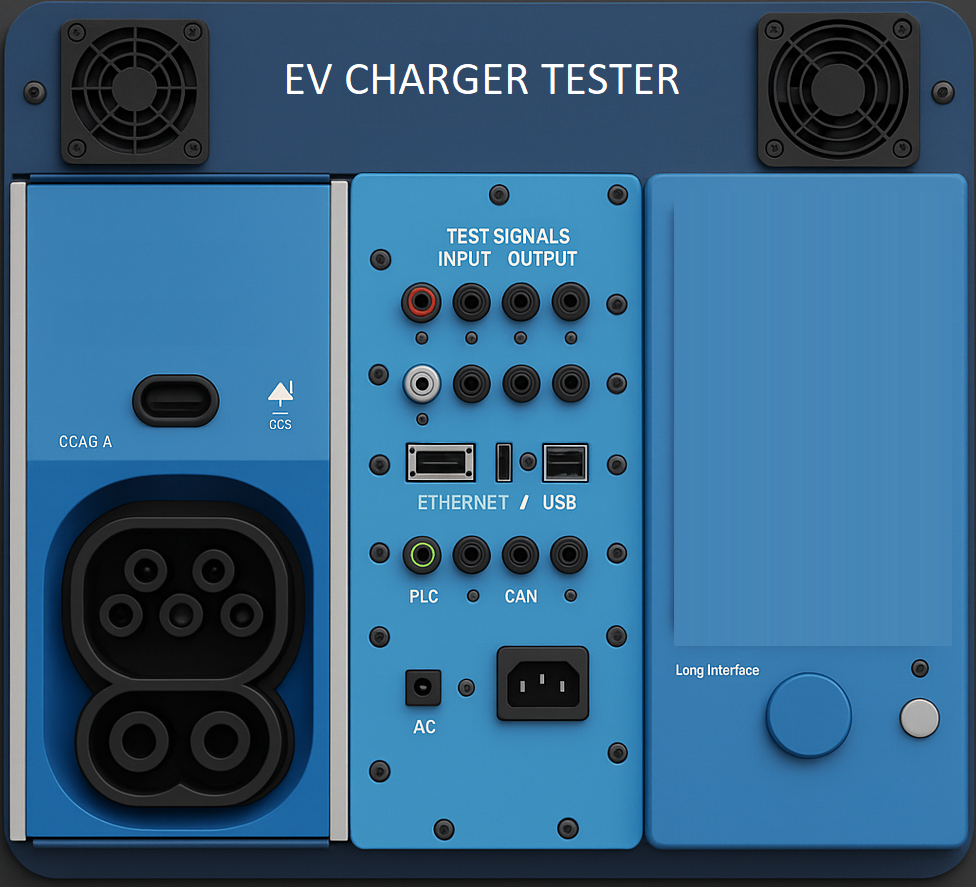 EV CHARGER TESTER
TEST SIGNALS
INPUT OUTPUT
CCS
CCAG A
ETHERNET / USB
PLC CAN
Long Interface
AC